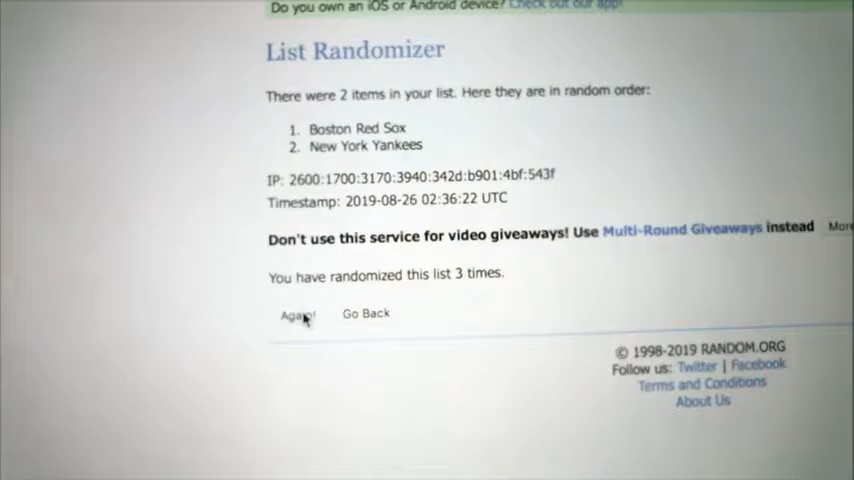 Do you own an iOS or Android device? Check out our app!
List Randomizer
There were 2 items in your list. Here they are in random order:
1. Boston Red Sox
2. New York Yankees
IP: 2600:1700:3170:3940:342d:b901:4bf:543f
Timestamp: 2019-08-26 02:36:22 UTC
Don't use this service for video giveaways! Use Multi-Round Giveaways instead More
You have randomized this list 3 times.
Again! Go Back
© 1998-2019 RANDOM.ORG
Follow us: Twitter | Facebook
Terms and Conditions
About Us